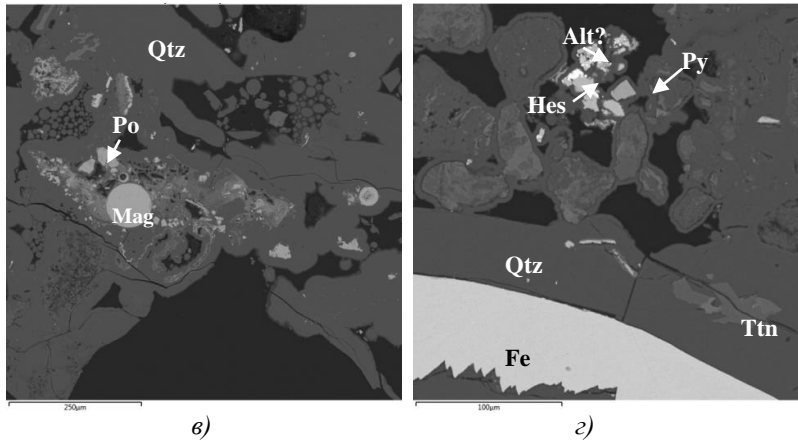 Qtz
Po
Mag
250µm
в)
Alt?
Py
Hes
Qtz
Ttn
Fe
100µm
г)